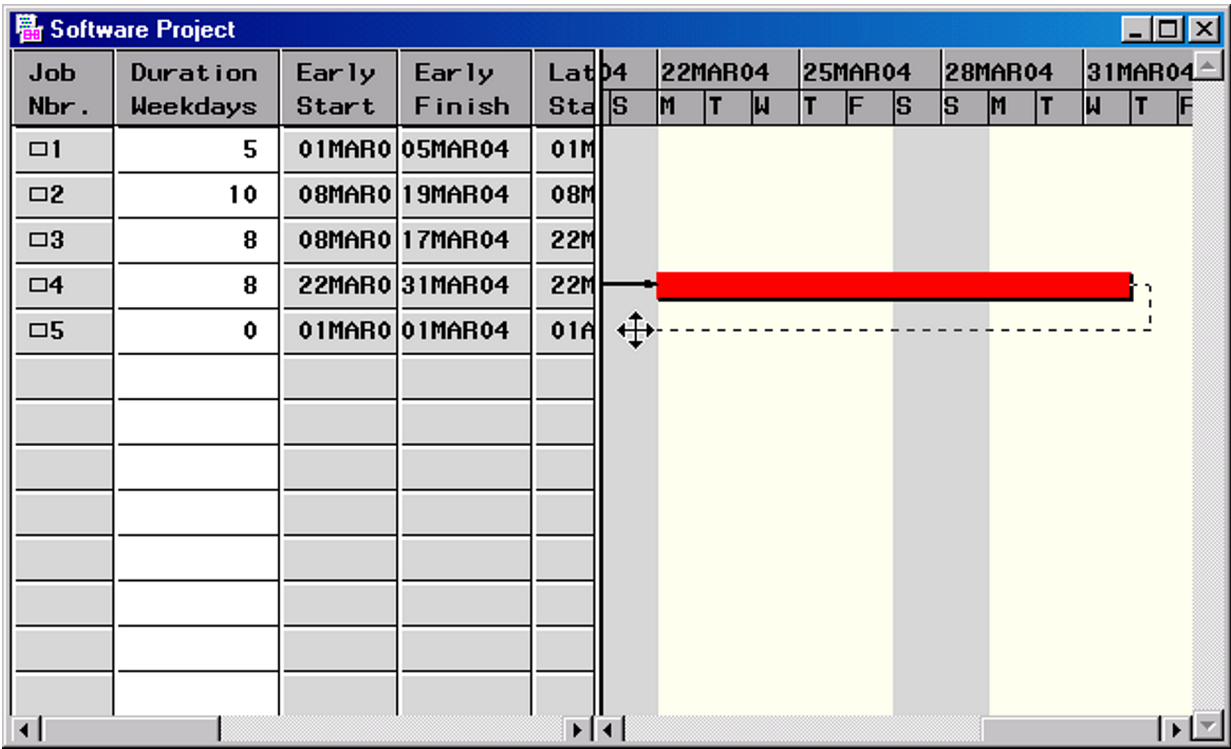 Software Project
Job Duration Early Early Lat 04 22MAR04 25MAR04 28MAR04 31MAR04
Nbr. Weekdays Start Finish Sta S M T W T F S S M T W T F
1 5 01MAR0 05MAR04 01M
2 10 08MAR0 19MAR04 08M
3 8 08MAR0 17MAR04 22M
4 8 22MAR0 31MAR04 22M
5 0 01MAR0 01MAR04 01A